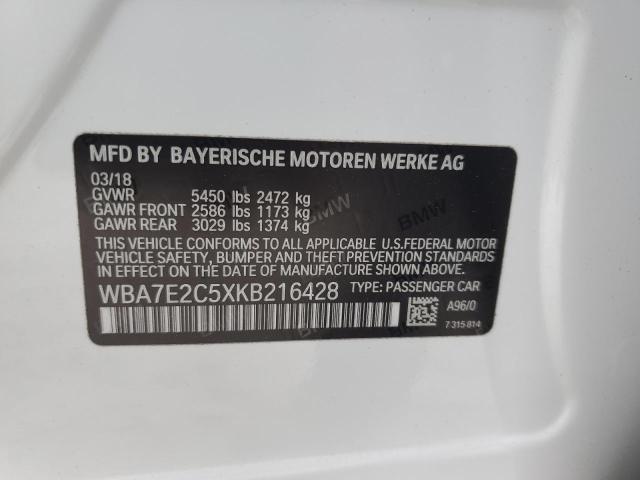 MFD BY BAYERISCHE MOTOREN WERKE AG
03/18
GVWR 5450 lbs 2472 kg
GAWR FRONT 2586 lbs 1173 kg
GAWR REAR 3029 lbs 1374 kg
THIS VEHICLE CONFORMS TO ALL APPLICABLE U.S.FEDERAL MOTOR
VEHICLE SAFETY, BUMPER AND THEFT PREVENTION STANDARDS
IN EFFECT ON THE DATE OF MANUFACTURE SHOWN ABOVE.
WBA7E2C5XKB216428 TYPE: PASSENGER CAR
A96/0
7 315 814
BMW
BMW